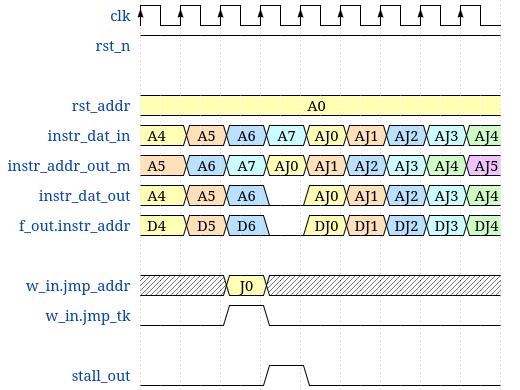 clk
rst_n
rst_addr A0
instr_dat_in A4 A5 A6 A7 AJ0 AJ1 AJ2 AJ3 AJ4
instr_addr_out_m A5 A6 A7 AJ0 AJ1 AJ2 AJ3 AJ4 AJ5
instr_dat_out A4 A5 A6 AJ0 AJ1 AJ2 AJ3 AJ4
f_out.instr_addr D4 D5 D6 DJ0 DJ1 DJ2 DJ3 DJ4
w_in.jmp_addr J0
w_in.jmp_tk
stall_out